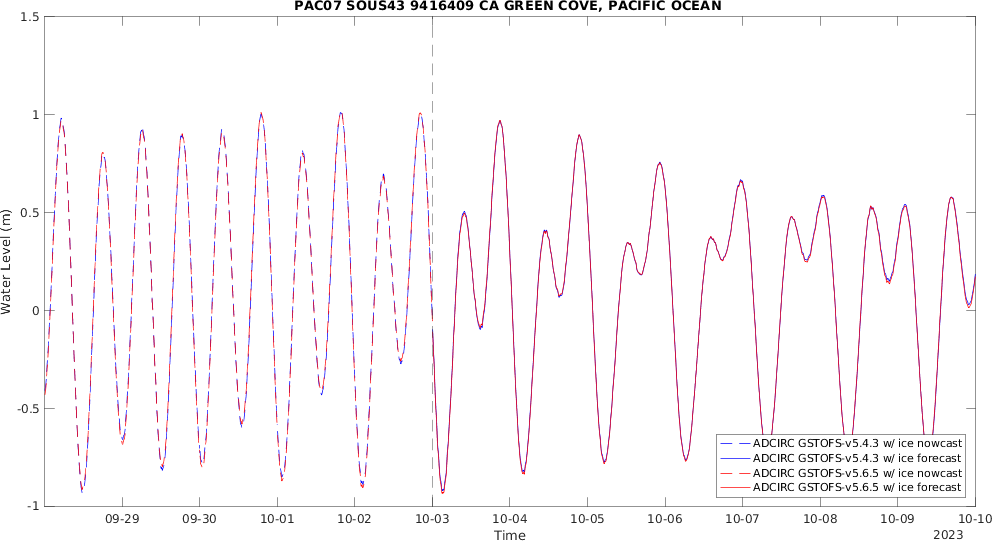 PAC07 SOUS43 9416409 CA GREEN COVE, PACIFIC OCEAN
1.5
1
0.5
0
-0.5
-1
Water Level (m)
09-29 09-30 10-01 10-02 10-03 10-04 10-05 10-06 10-07 10-08 10-09 10-10
Time
2023
ADCIRC GSTOFS-v5.4.3 w/ ice nowcast
ADCIRC GSTOFS-v5.4.3 w/ ice forecast
ADCIRC GSTOFS-v5.6.5 w/ ice nowcast
ADCIRC GSTOFS-v5.6.5 w/ ice forecast